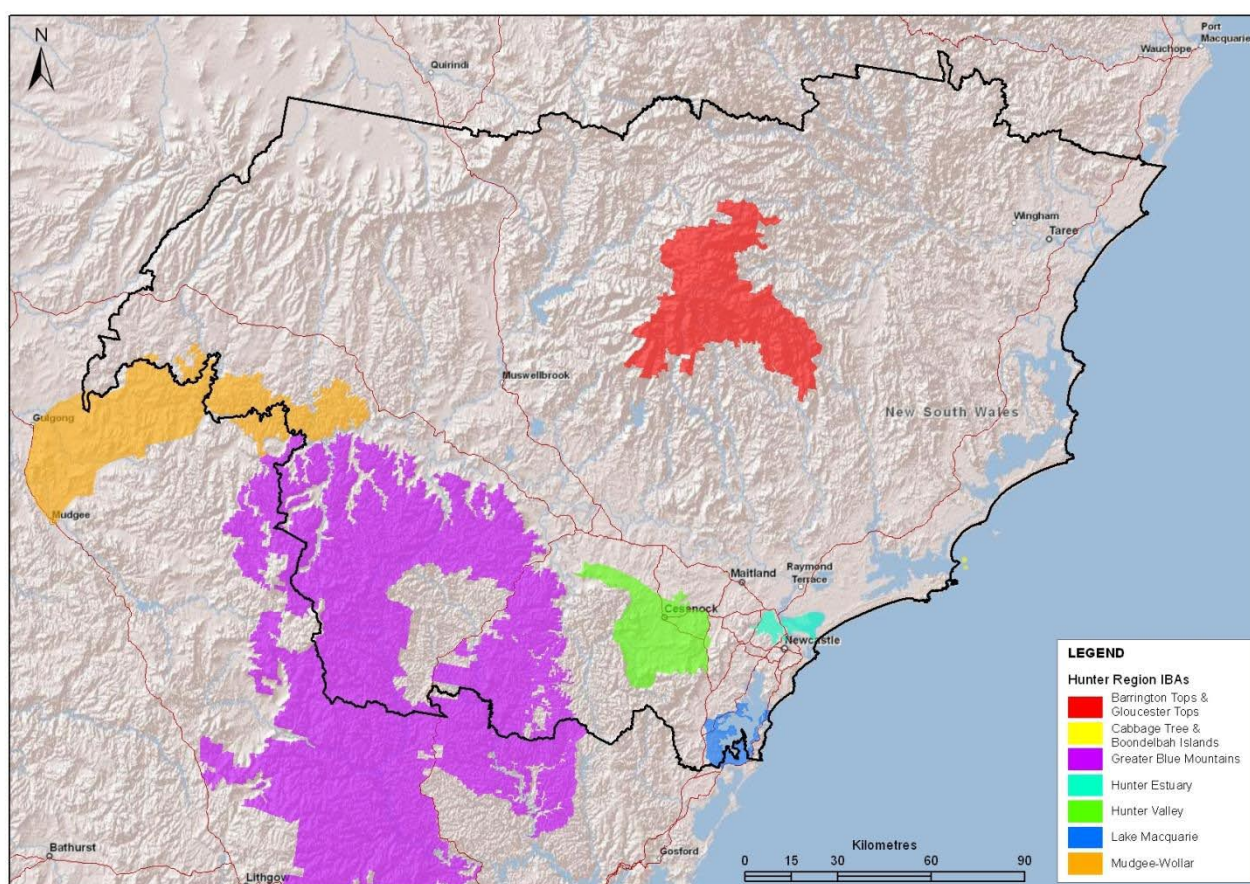 N
Port
Macquarie
Wauchope
Quirindi
Wingham
Taree
Muswellbrook
Gulgong
New South Wales
Mudgee
Raymond
Terrace
Maitland
Cessnock
Newcastle
Gosford
Bathurst
Lithgow
Kilometres
0 15 30 60 90
LEGEND
Hunter Region IBAs
Barrington Tops &
Gloucester Tops
Cabbage Tree &
Boondelbah Islands
Greater Blue Mountains
Hunter Estuary
Hunter Valley
Lake Macquarie
Mudgee-Wollar